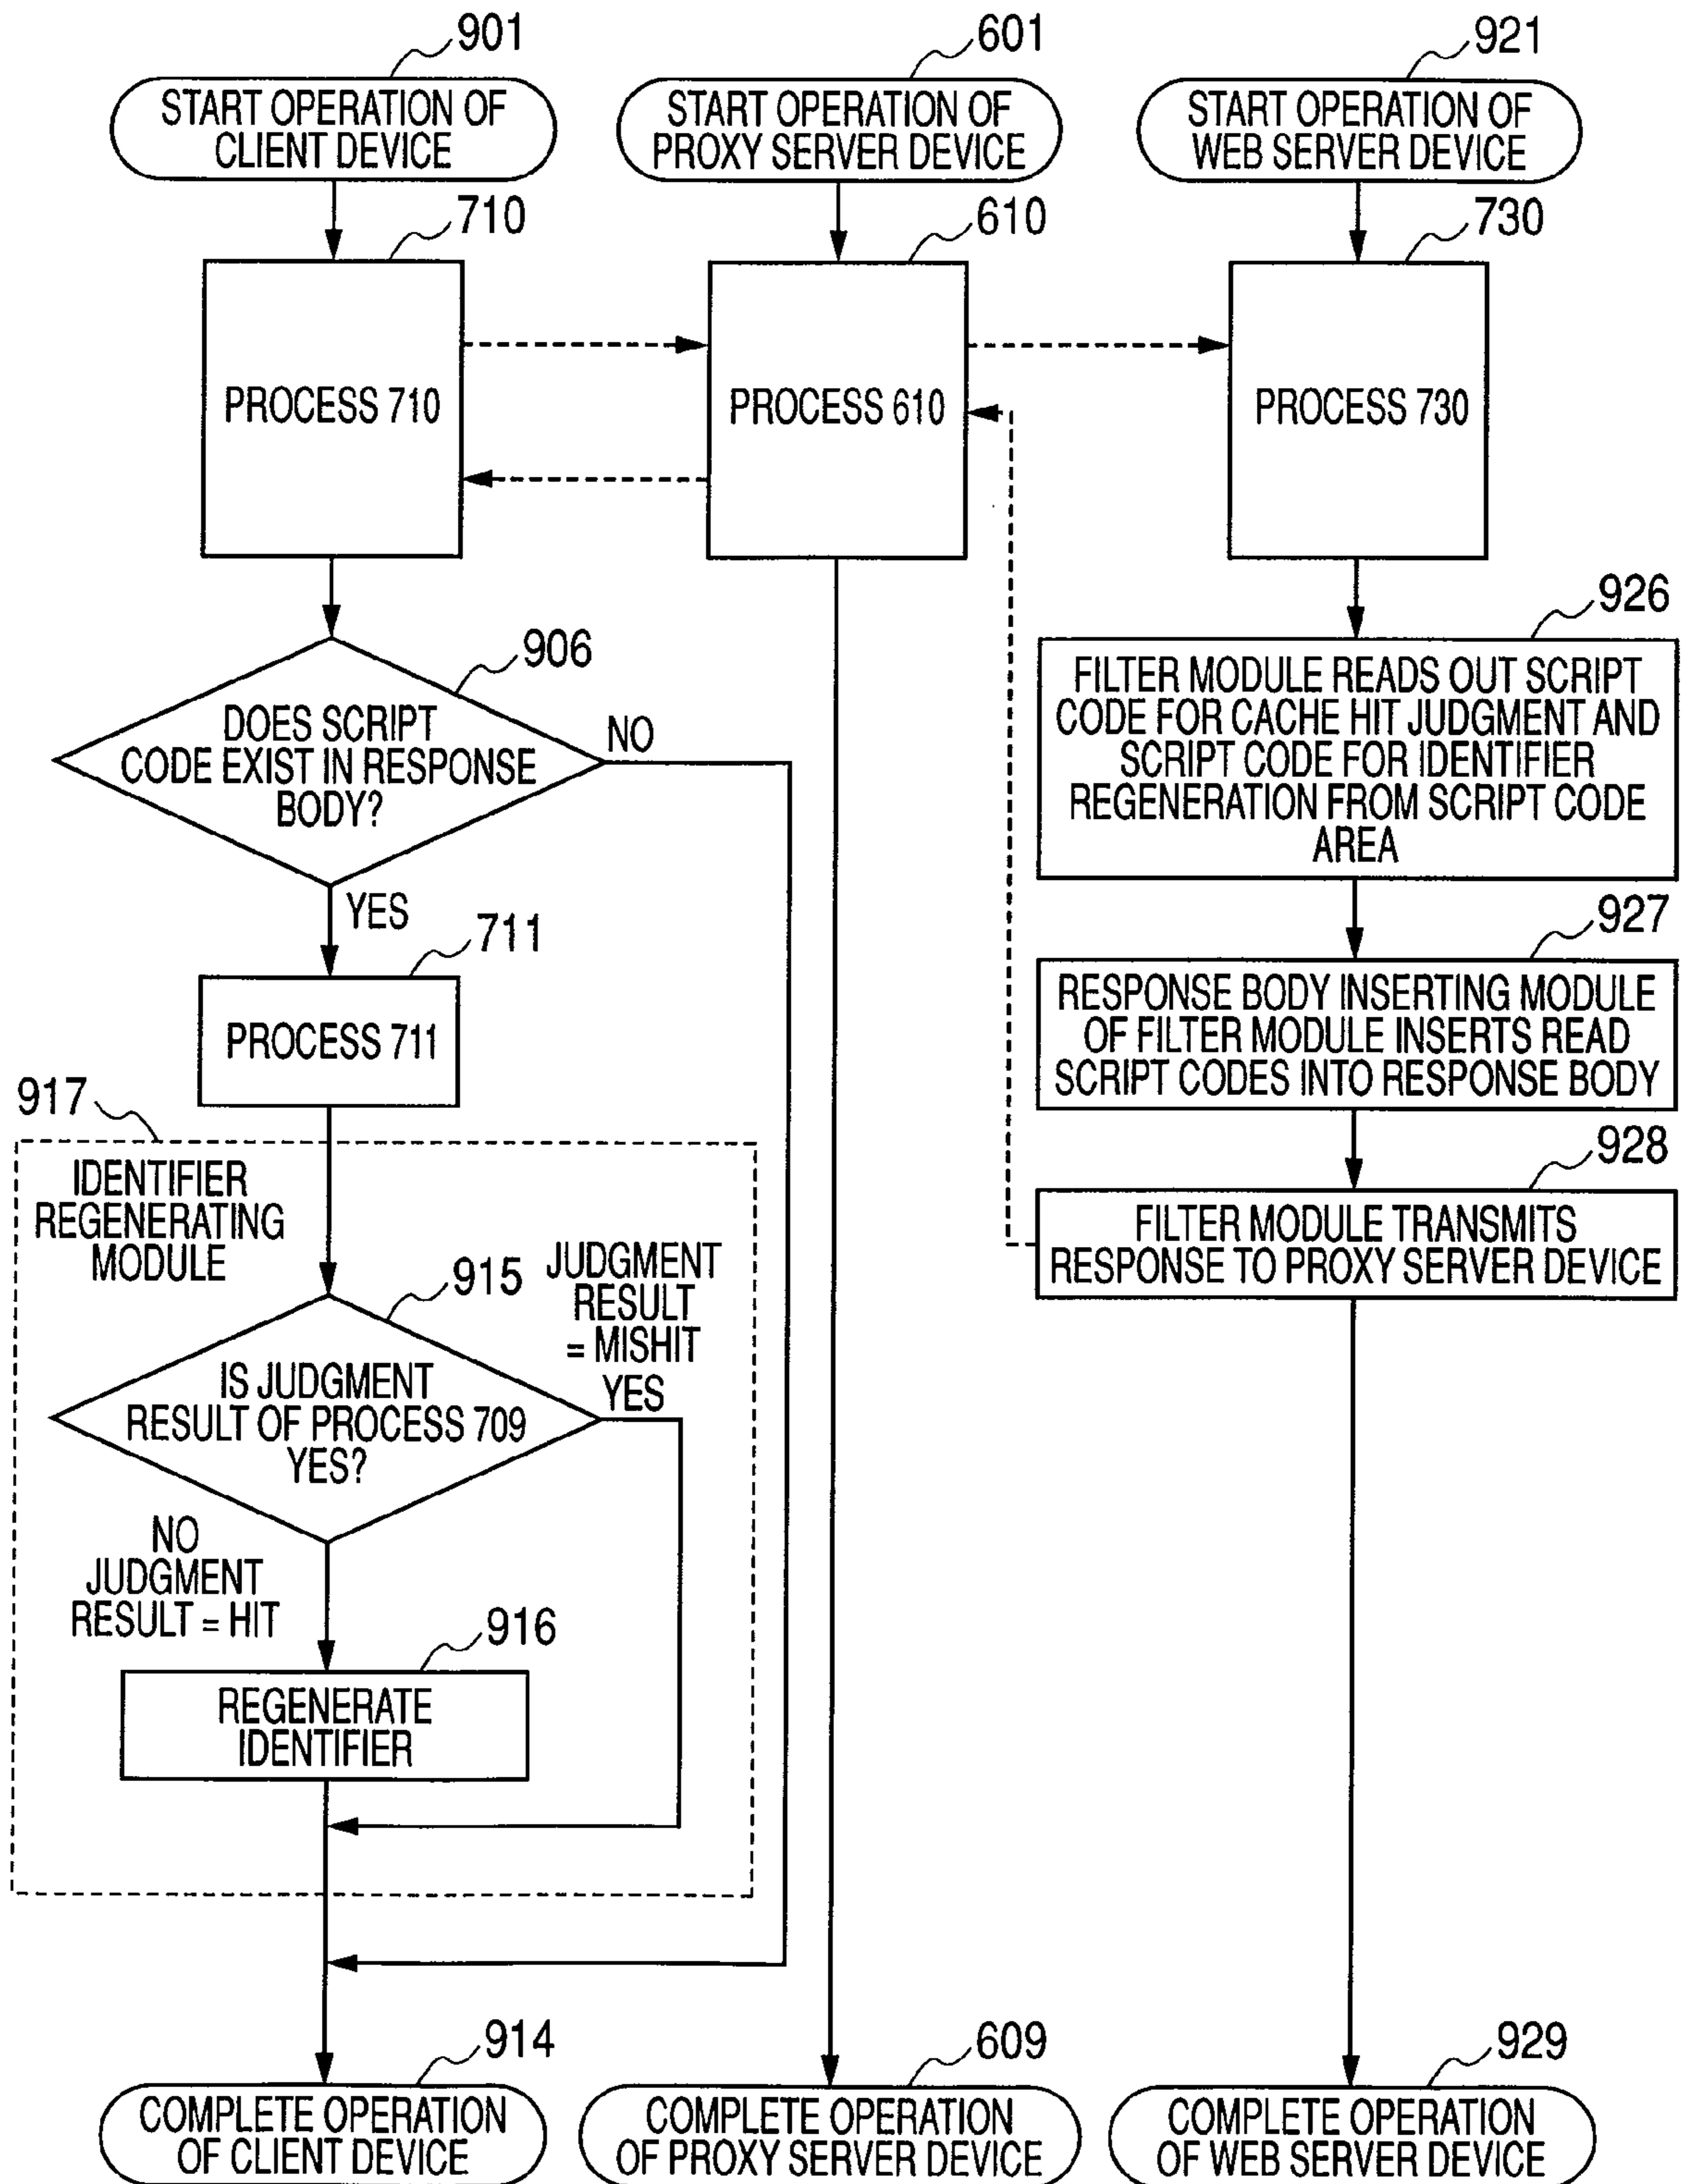 901
601
921
START OPERATION OF
CLIENT DEVICE
START OPERATION OF
PROXY SERVER DEVICE
START OPERATION OF
WEB SERVER DEVICE
710
610
730
PROCESS 710
PROCESS 610
PROCESS 730
906
DOES SCRIPT
CODE EXIST IN RESPONSE
BODY?
NO
YES
926
FILTER MODULE READS OUT SCRIPT
CODE FOR CACHE HIT JUDGMENT AND
SCRIPT CODE FOR IDENTIFIER
REGENERATION FROM SCRIPT CODE
AREA
711
PROCESS 711
927
RESPONSE BODY INSERTING MODULE
OF FILTER MODULE INSERTS READ
SCRIPT CODES INTO RESPONSE BODY
917
IDENTIFIER
REGENERATING
MODULE
928
FILTER MODULE TRANSMITS
RESPONSE TO PROXY SERVER DEVICE
915
JUDGMENT
RESULT
= MISHIT
YES
IS JUDGMENT
RESULT OF PROCESS 709
YES?
NO
JUDGMENT
RESULT = HIT
916
REGENERATE
IDENTIFIER
914
609
929
COMPLETE OPERATION
OF CLIENT DEVICE
COMPLETE OPERATION
OF PROXY SERVER DEVICE
COMPLETE OPERATION
OF WEB SERVER DEVICE